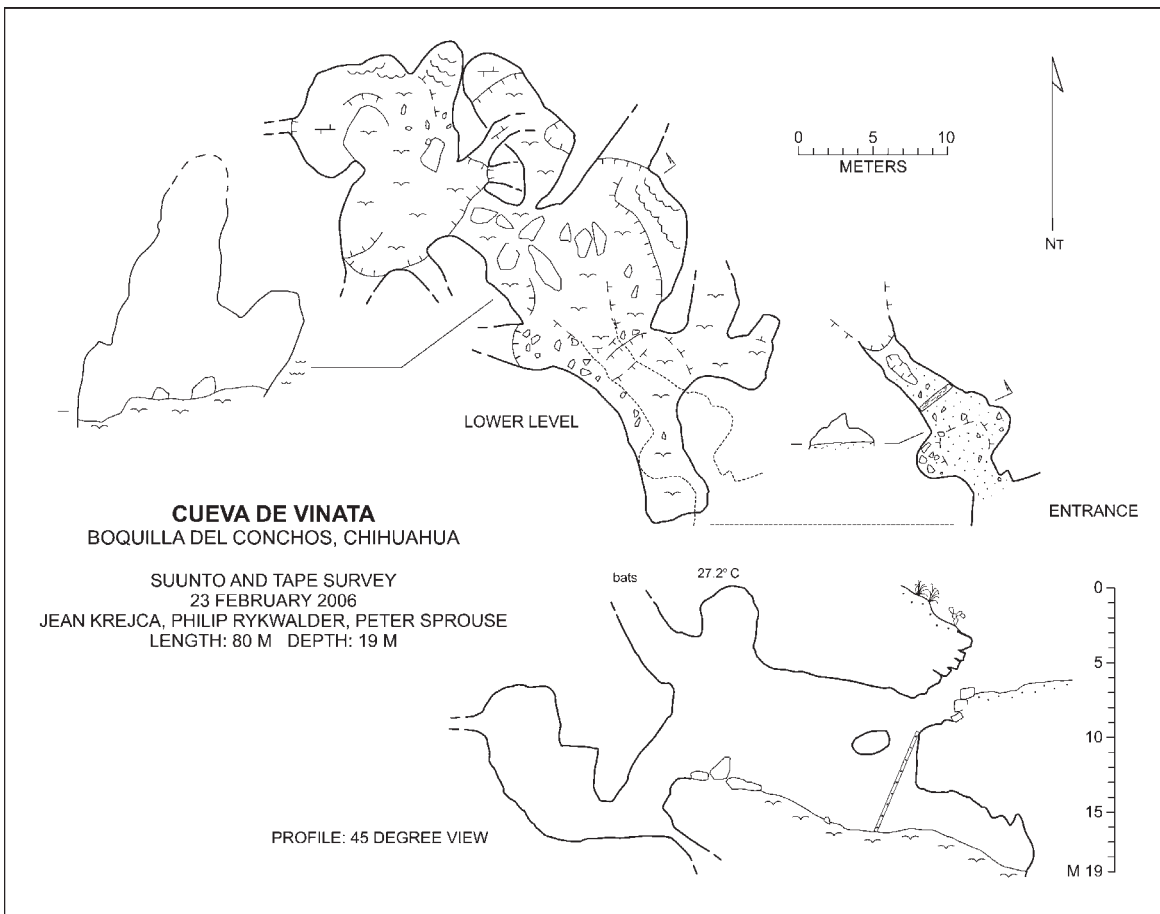 0 5 10
METERS
NT
LOWER LEVEL
ENTRANCE
CUEVA DE VINATA
BOQUILLA DEL CONCHOS, CHIHUAHUA
SUUNTO AND TAPE SURVEY
23 FEBRUARY 2006
JEAN KREJCA, PHILIP RYKWALDER, PETER SPROUSE
LENGTH: 80 M DEPTH: 19 M
bats
27.2° C
0
5
10
15
M 19
PROFILE: 45 DEGREE VIEW